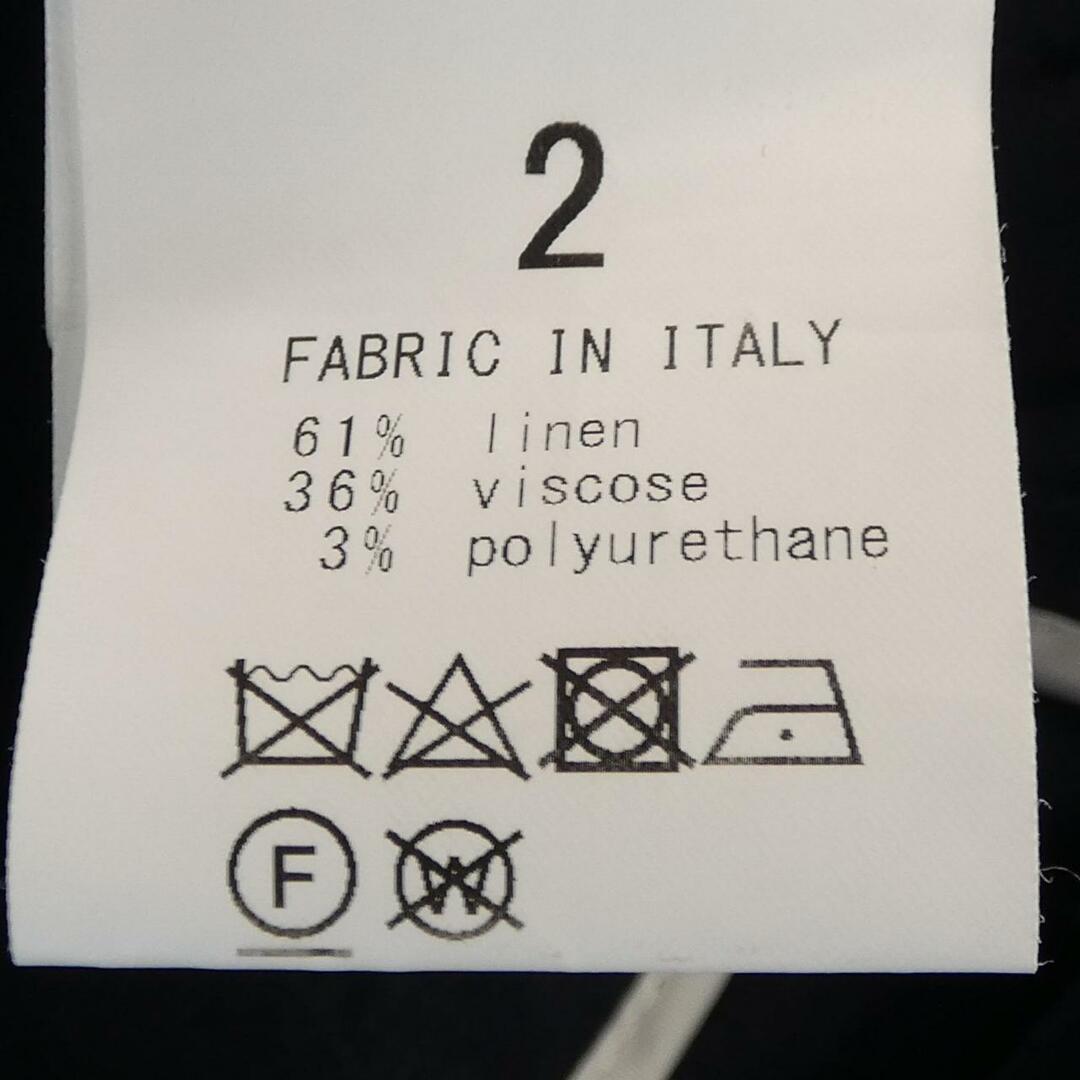 2
FABRIC IN ITALY
61% linen
36% viscose
3% polyurethane
F W